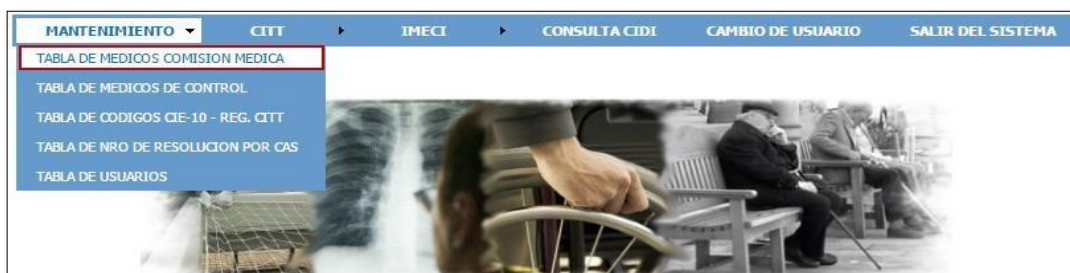 MANTENIMIENTO CITT IMECI CONSULTA CIDI CAMBIO DE USUARIO SALIR DEL SISTEMA
TABLA DE MEDICOS COMISION MEDICA
TABLA DE MEDICOS DE CONTROL
TABLA DE CODIGOS CIE-10 - REG. CITT
TABLA DE NRO DE RESOLUCION POR CAS
TABLA DE USUARIOS